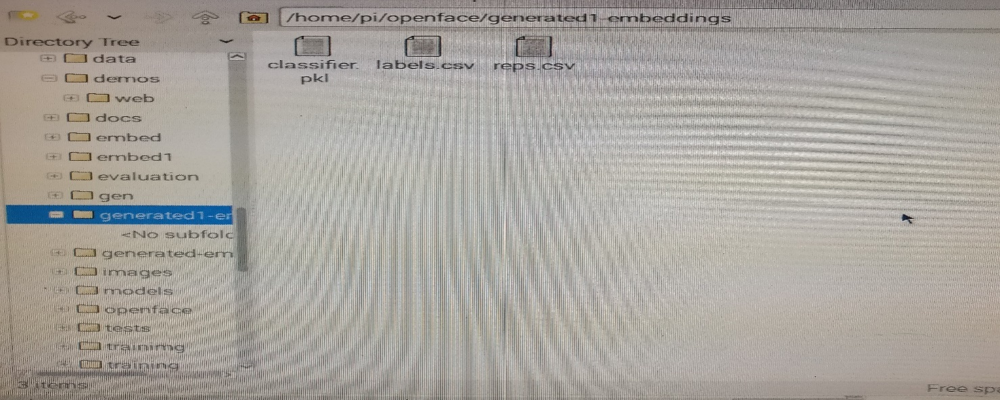 /home/pi/openface/generated1-embeddings
Directory Tree
data
demos
web
docs
embed
embed1
evaluation
gen
generated1-er
<No subfolc
generated-em
images
models
openface
tests
trainimg
training
classifier.
pkl
labels.csv
reps.csv
3 items
Free spa